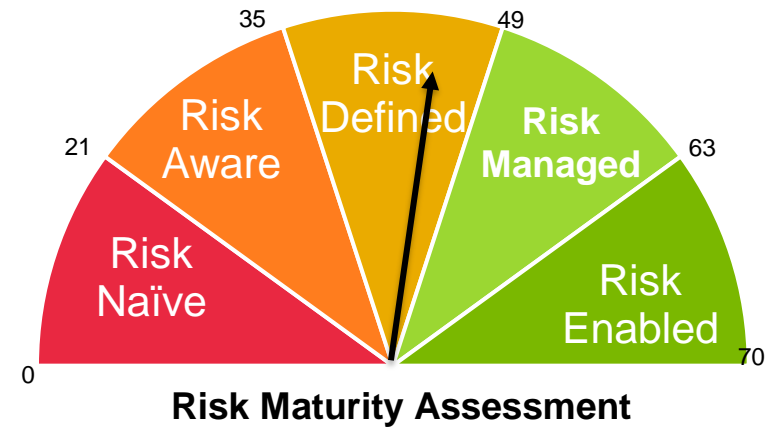 35
49
Risk
Defined
21
Risk
Aware
Risk
Managed
63
Risk
Naïve
Risk
Enabled
0
70
Risk Maturity Assessment